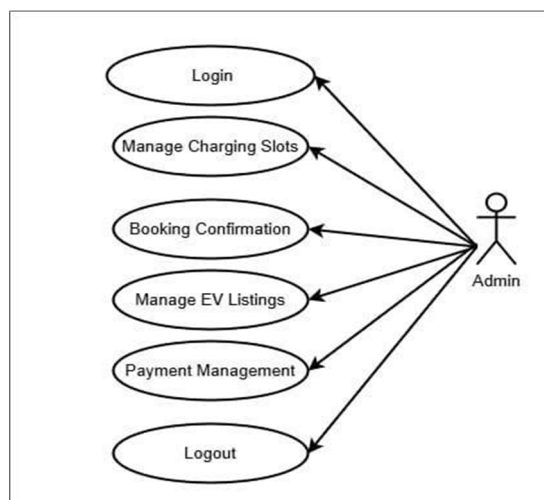 Login
Manage Charging Slots
Booking Confirmation
Manage EV Listings
Payment Management
Logout
Admin